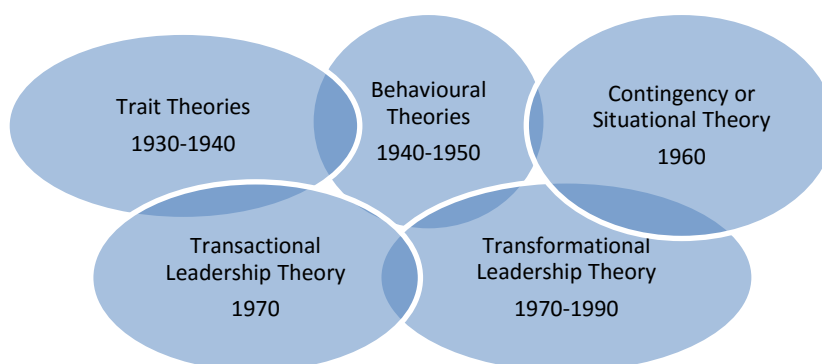 Trait Theories
1930-1940
Behavioural
Theories
1940-1950
Contingency or
Situational Theory
1960
Transactional
Leadership Theory
1970
Transformational
Leadership Theory
1970-1990